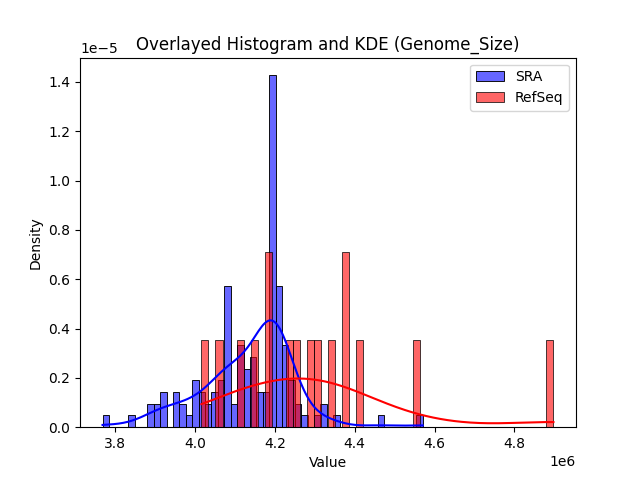 Overlayed Histogram and KDE (Genome_Size)
1e−5
SRA
RefSeq
1.4
1.2
1.0
0.8
0.6
0.4
0.2
0.0
Density
3.8 4.0 4.2 4.4 4.6 4.8
Value
1e6